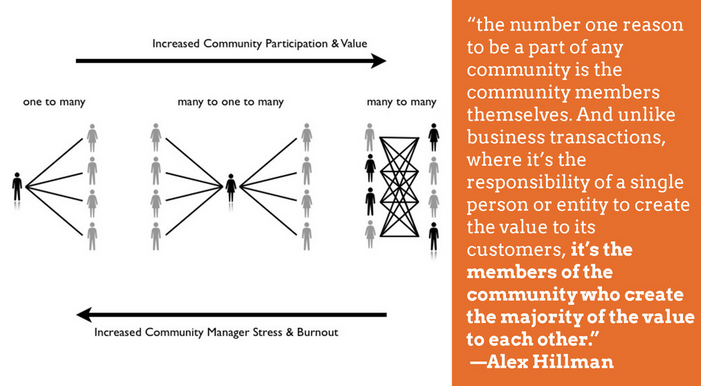 Increased Community Participation & Value
one to many
many to one to many
many to many
Increased Community Manager Stress & Burnout
“the number one reason
to be a part of any
community is the
community members
themselves. And unlike
business transactions,
where it’s the
responsibility of a single
person or entity to create
the value to its
customers, it’s the
members of the
community who create
the majority of the value
to each other.”
—Alex Hillman